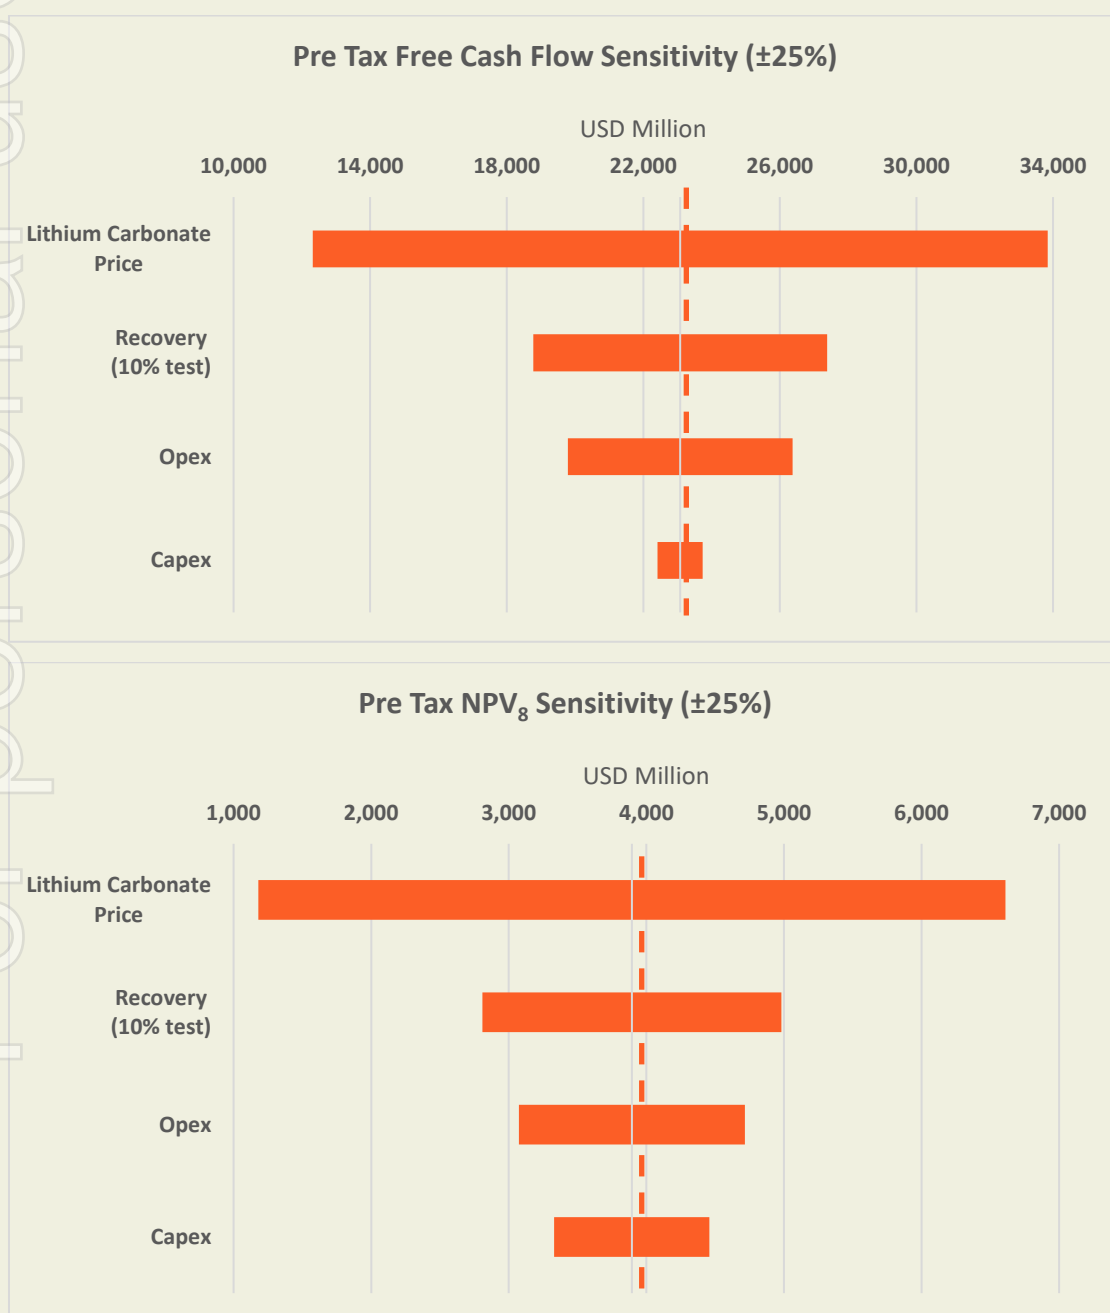 Pre Tax Free Cash Flow Sensitivity (±25%)
USD Million
10,000 14,000 18,000 22,000 26,000 30,000 34,000
Lithium Carbonate
Price
Recovery
(10% test)
Opex
Capex
Pre Tax NPV₈ Sensitivity (±25%)
USD Million
1,000 2,000 3,000 4,000 5,000 6,000 7,000
Lithium Carbonate
Price
Recovery
(10% test)
Opex
Capex